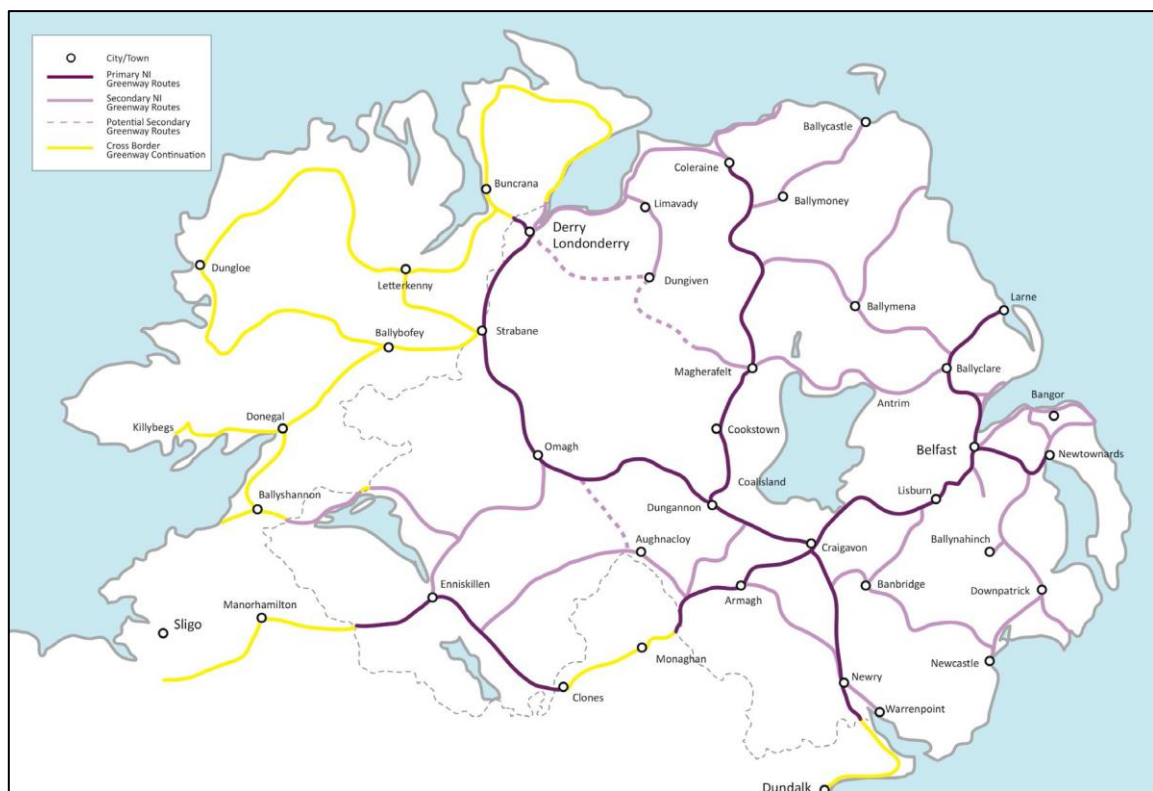 City/Town
Primary NI
Greenway Routes
Secondary NI
Greenway Routes
Potential Secondary
Greenway Routes
Cross Border
Greenway Continuation
Ballycastle
Coleraine
Buncrana
Ballymoney
Limavady
Derry
Londonderry
Dungloe
Letterkenny
Dungiven
Ballymena
Larne
Strabane
Ballybofey
Magherafelt
Ballyclare
Antrim
Bangor
Donegal
Killybegs
Cookstown
Omagh
Belfast
Newtownards
Coalisland
Ballyshannon
Lisburn
Dungannon
Aughnacloy
Craigavon
Ballynahinch
Enniskillen
Armagh
Banbridge
Downpatrick
Manorhamilton
Sligo
Monaghan
Newcastle
Clones
Newry
Warrenpoint
Dundalk